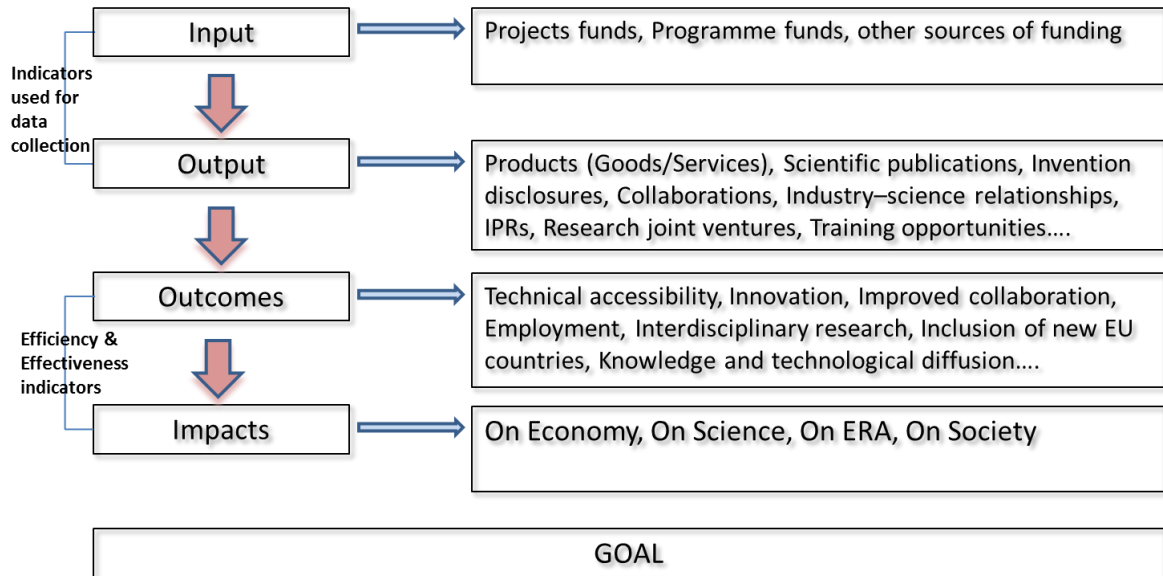 Input
Projects funds, Programme funds, other sources of funding
Indicators
used for
data
collection
Output
Products (Goods/Services), Scientific publications, Invention
disclosures, Collaborations, Industry–science relationships,
IPRs, Research joint ventures, Training opportunities....
Outcomes
Technical accessibility, Innovation, Improved collaboration,
Employment, Interdisciplinary research, Inclusion of new EU
countries, Knowledge and technological diffusion....
Efficiency &
Effectiveness
indicators
Impacts
On Economy, On Science, On ERA, On Society
GOAL